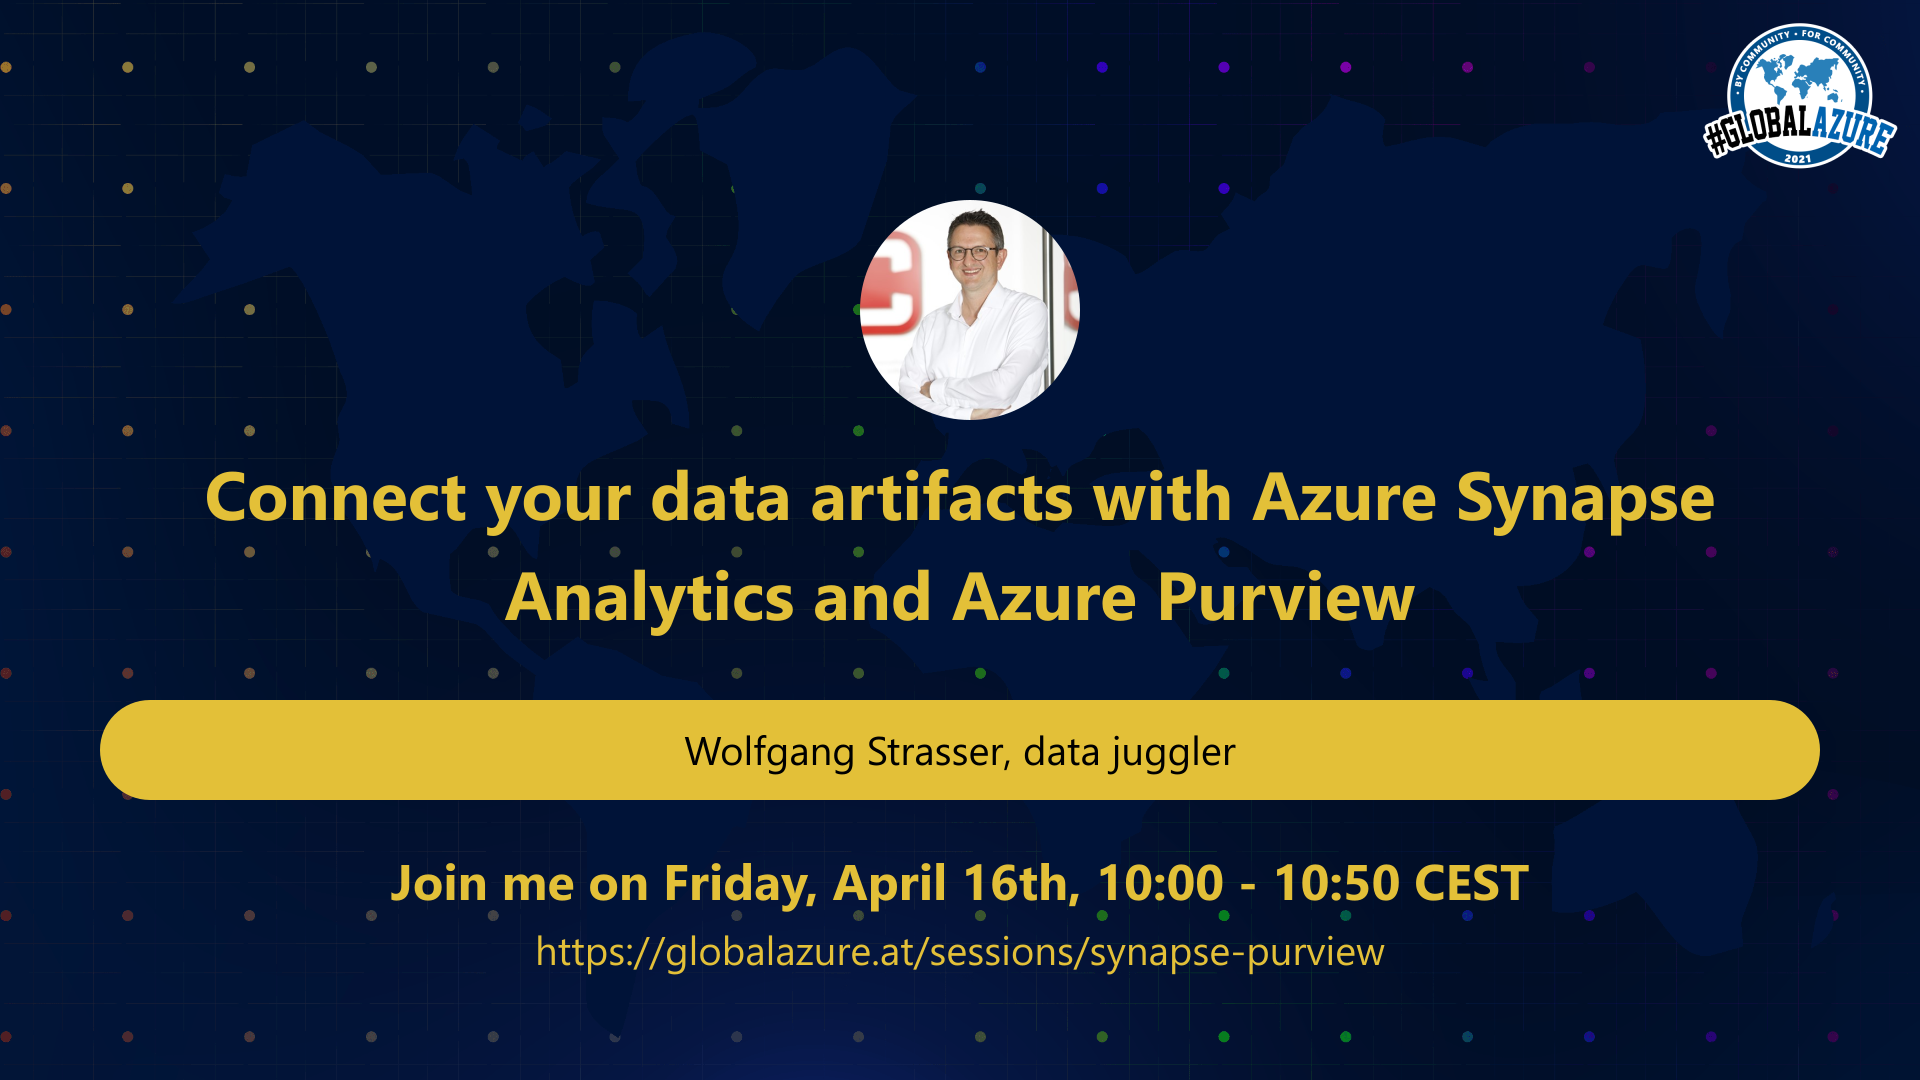 • BY COMMUNITY • FOR COMMUNITY •
#GLOBALAZURE
2021
Connect your data artifacts with Azure Synapse
Analytics and Azure Purview
Wolfgang Strasser, data juggler
Join me on Friday, April 16th, 10:00 - 10:50 CEST
https://globalazure.at/sessions/synapse-purview